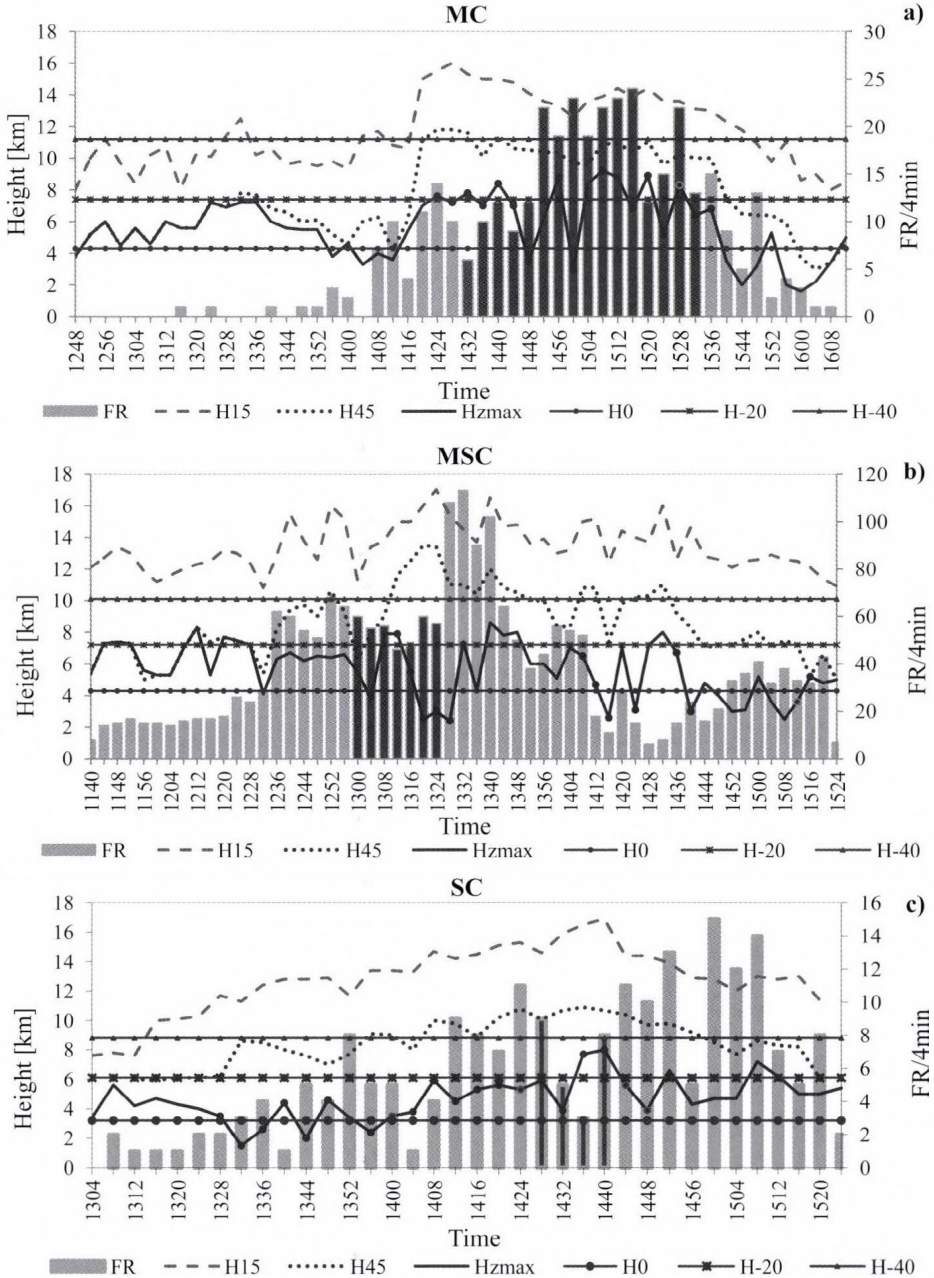 MC
a)
Height [km]
18
16
14
12
10
8
6
4
2
0
30
25
20
15
10
5
0
FR/4min
1248 1256 1304 1312 1320 1328 1336 1344 1352 1400 1408 1416 1424 1432 1440 1448 1456 1504 1512 1520 1528 1536 1544 1552 1600 1608
Time
FR H15 H45 Hzmax H0 H-20 H-40
MSC
b)
Height [km]
18
16
14
12
10
8
6
4
2
0
120
100
80
60
40
20
0
FR/4min
1140 1148 1156 1204 1212 1220 1228 1236 1244 1252 1300 1308 1316 1324 1332 1340 1348 1356 1404 1412 1420 1428 1436 1444 1452 1500 1508 1516 1524
Time
FR H15 H45 Hzmax H0 H-20 H-40
SC
c)
Height [km]
18
16
14
12
10
8
6
4
2
0
16
14
12
10
8
6
4
2
0
FR/4min
1304 1312 1320 1328 1336 1344 1352 1400 1408 1416 1424 1432 1440 1448 1456 1504 1512 1520
Time
FR H15 H45 Hzmax H0 H-20 H-40